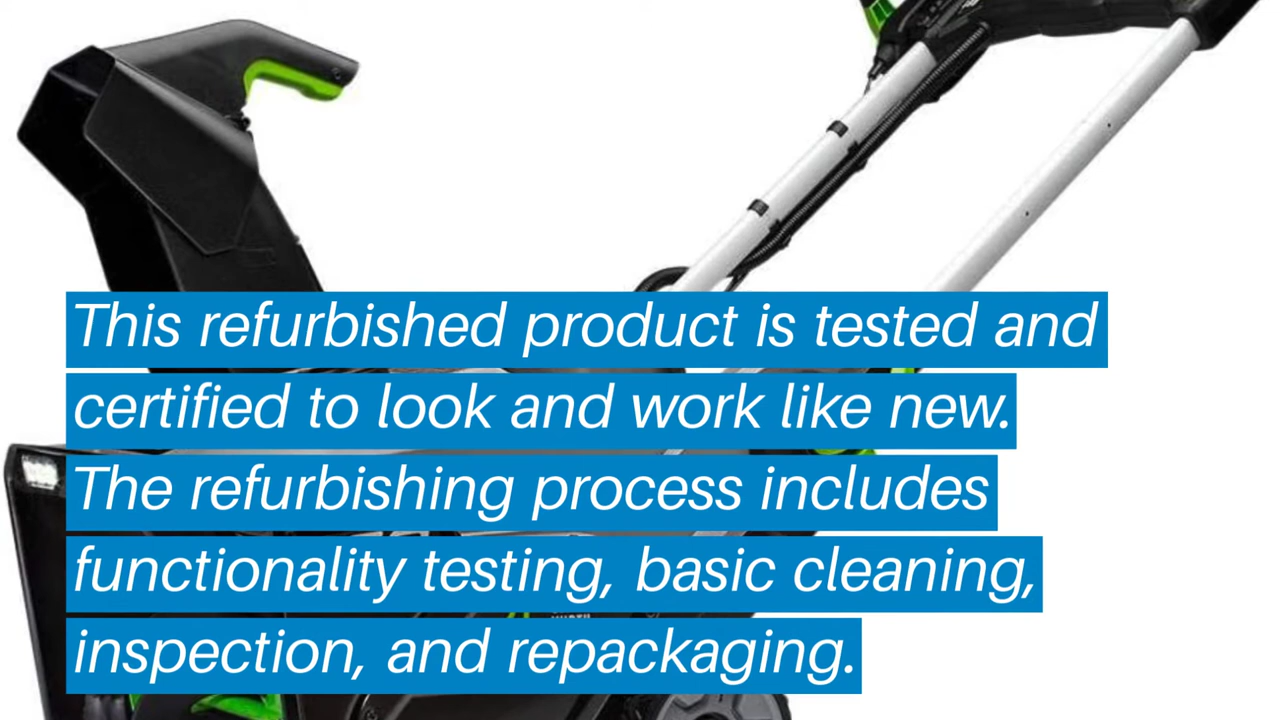 This refurbished product is tested and
certified to look and work like new.
The refurbishing process includes
functionality testing, basic cleaning,
inspection, and repackaging.